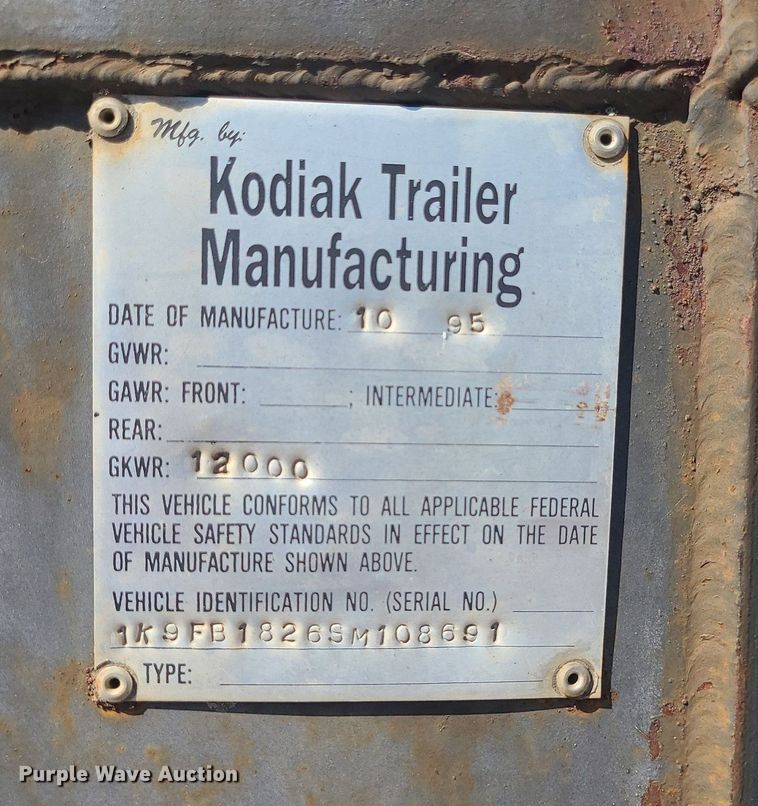 Mfg. by:
Kodiak Trailer
Manufacturing
DATE OF MANUFACTURE: 10 95
GVWR:
GAWR: FRONT: ; INTERMEDIATE:
REAR:
GKWR: 12000
THIS VEHICLE CONFORMS TO ALL APPLICABLE FEDERAL
VEHICLE SAFETY STANDARDS IN EFFECT ON THE DATE
OF MANUFACTURE SHOWN ABOVE.
VEHICLE IDENTIFICATION NO. (SERIAL NO.)
1K9FB1826SM108691
TYPE:
Purple Wave Auction